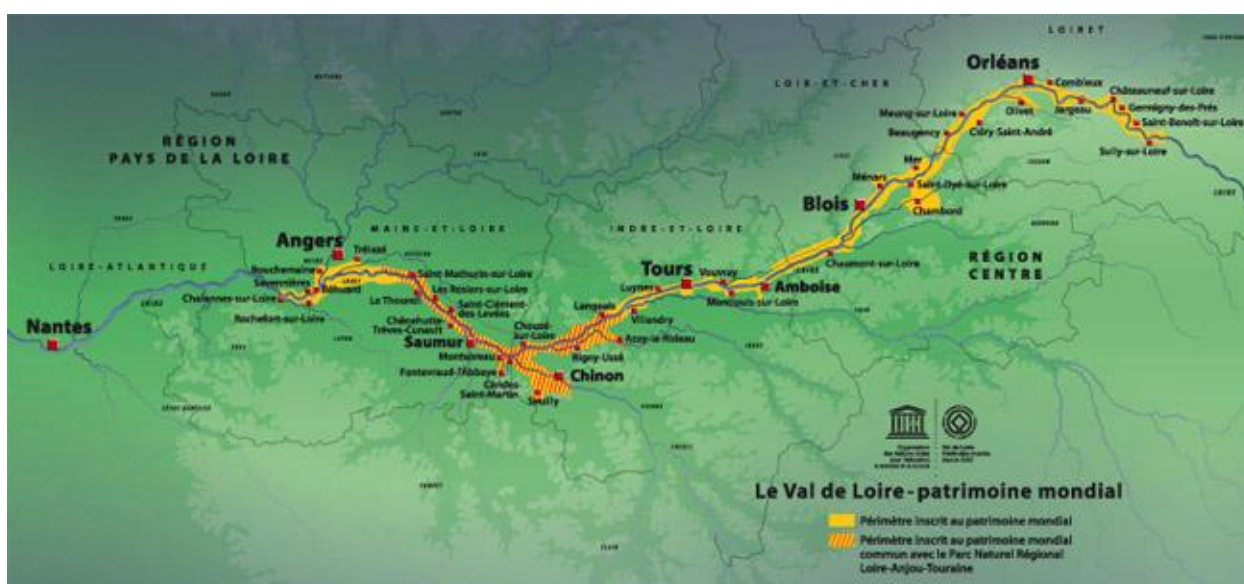 LOIRET
Orléans
Combleux
Châteauneuf-sur-Loire
LOIR-ET-CHER
Germigny-des-Prés
Meung-sur-Loire
Olivet
Jargeau
Saint-Benoît-sur-Loire
Beaugency
Cléry-Saint-André
Sully-sur-Loire
RÉGION
PAYS DE LA LOIRE
Mer
Ménars
Saint-Dyé-sur-Loire
Blois
Chambord
LOIRE
MAINE-ET-LOIRE
INDRE-ET-LOIRE
Angers
Trélazé
Chaumont-sur-Loire
RÉGION
CENTRE
LOIRE-ATLANTIQUE
Bouchemaine
Savennières
Béhuard
Saint-Mathurin-sur-Loire
Tours
Vouvray
Chalonnes-sur-Loire
Les Rosiers-sur-Loire
Luynes
Montlouis-sur-Loire
Amboise
La Thoureil
Saint-Clément-
des-Levées
Rochefort-sur-Loire
Langeais
Villandry
Nantes
Chênehutte-
Trèves-Cunault
Chouzé-
sur-Loire
Azay-le-Rideau
Saumur
Rigny-Ussé
Montsoreau
Fontevraud-l'Abbaye
Chinon
Candes-
Saint-Martin
Seuilly
Le Val de Loire - patrimoine mondial
Périmètre inscrit au patrimoine mondial
Périmètre inscrit au patrimoine mondial
commun avec le Parc Naturel Régional
Loire-Anjou-Touraine